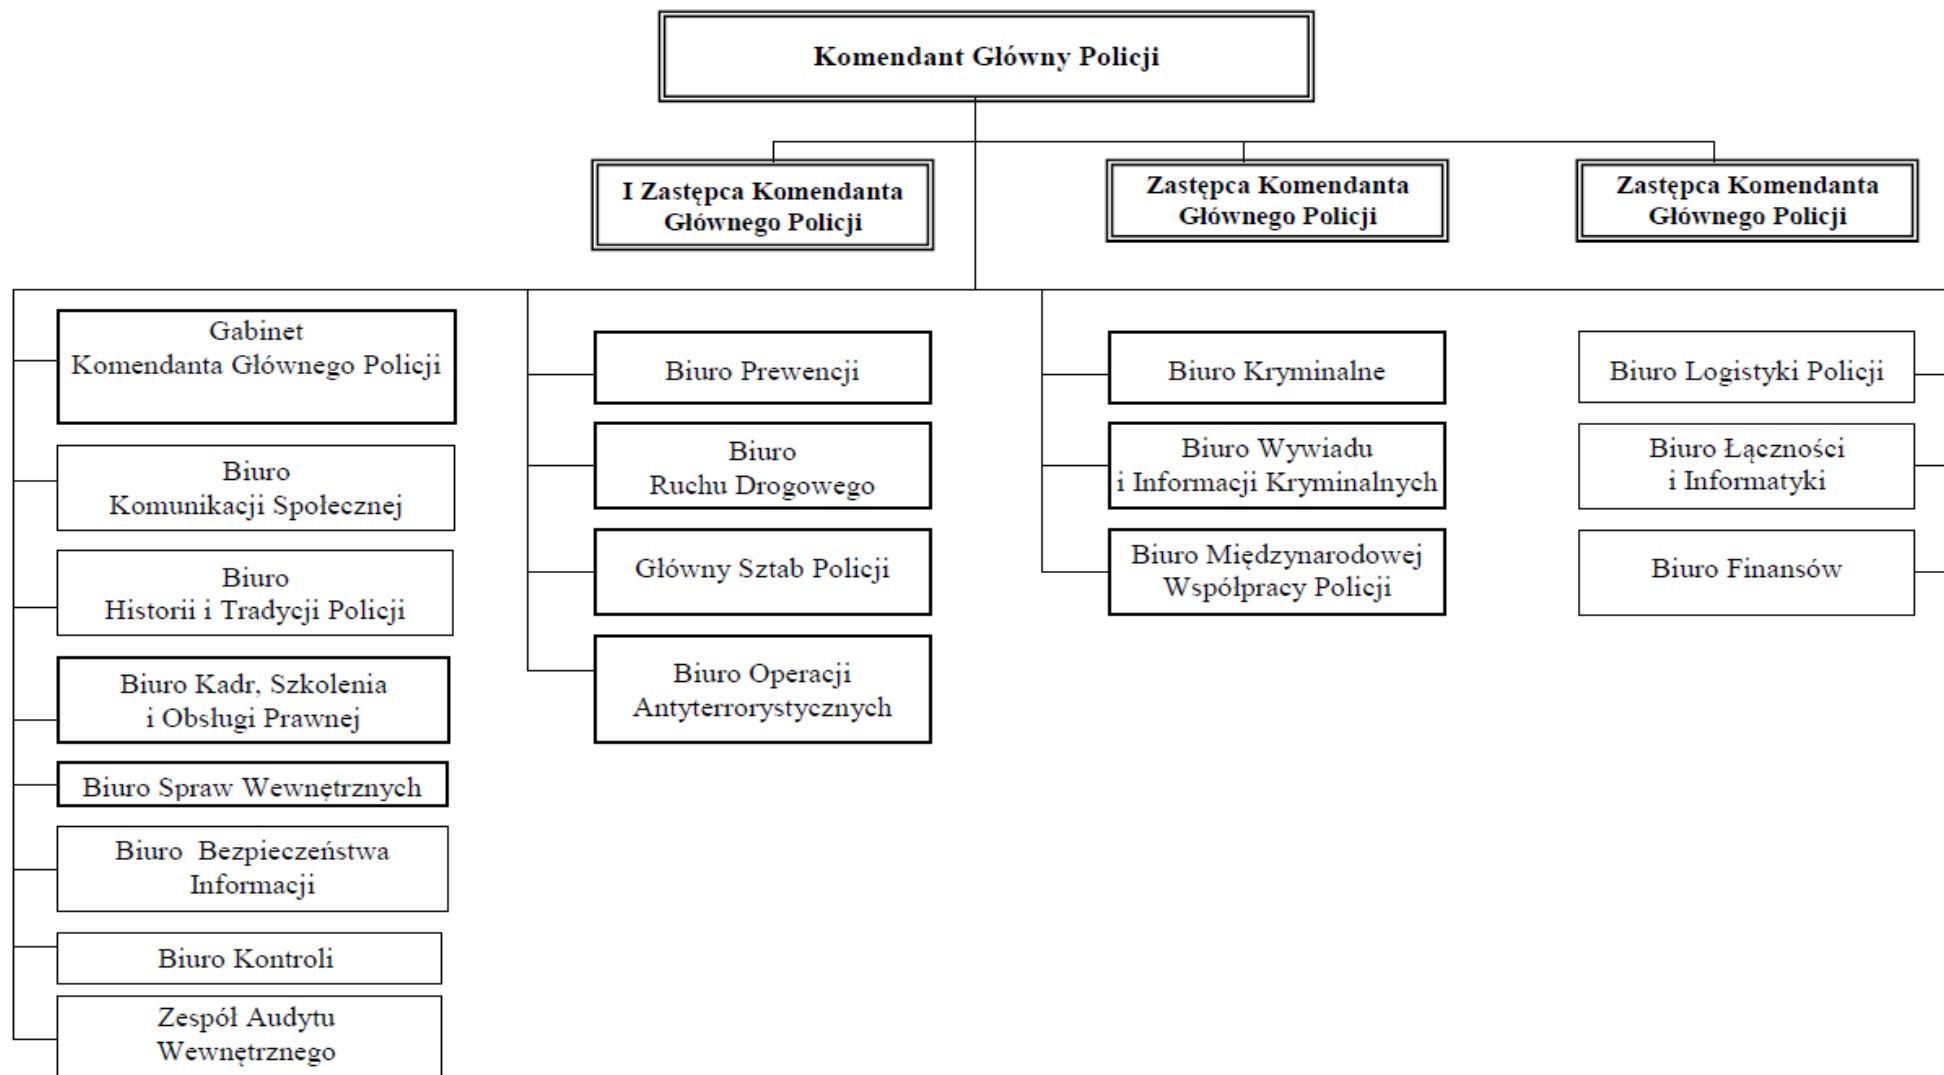 Komendant Główny Policji
I Zastępca Komendanta
Głównego Policji
Zastępca Komendanta
Głównego Policji
Zastępca Komendanta
Głównego Policji
Gabinet
Komendanta Głównego Policji
Biuro
Komunikacji Społecznej
Biuro
Historii i Tradycji Policji
Biuro Kadr, Szkolenia
i Obsługi Prawnej
Biuro Spraw Wewnętrznych
Biuro Bezpieczeństwa
Informacji
Biuro Kontroli
Zespół Audytu
Wewnętrznego
Biuro Prewencji
Biuro
Ruchu Drogowego
Główny Sztab Policji
Biuro Operacji
Antyterrorystycznych
Biuro Kryminalne
Biuro Wywiadu
i Informacji Kryminalnych
Biuro Międzynarodowej
Współpracy Policji
Biuro Logistyki Policji
Biuro Łączności
i Informatyki
Biuro Finansów